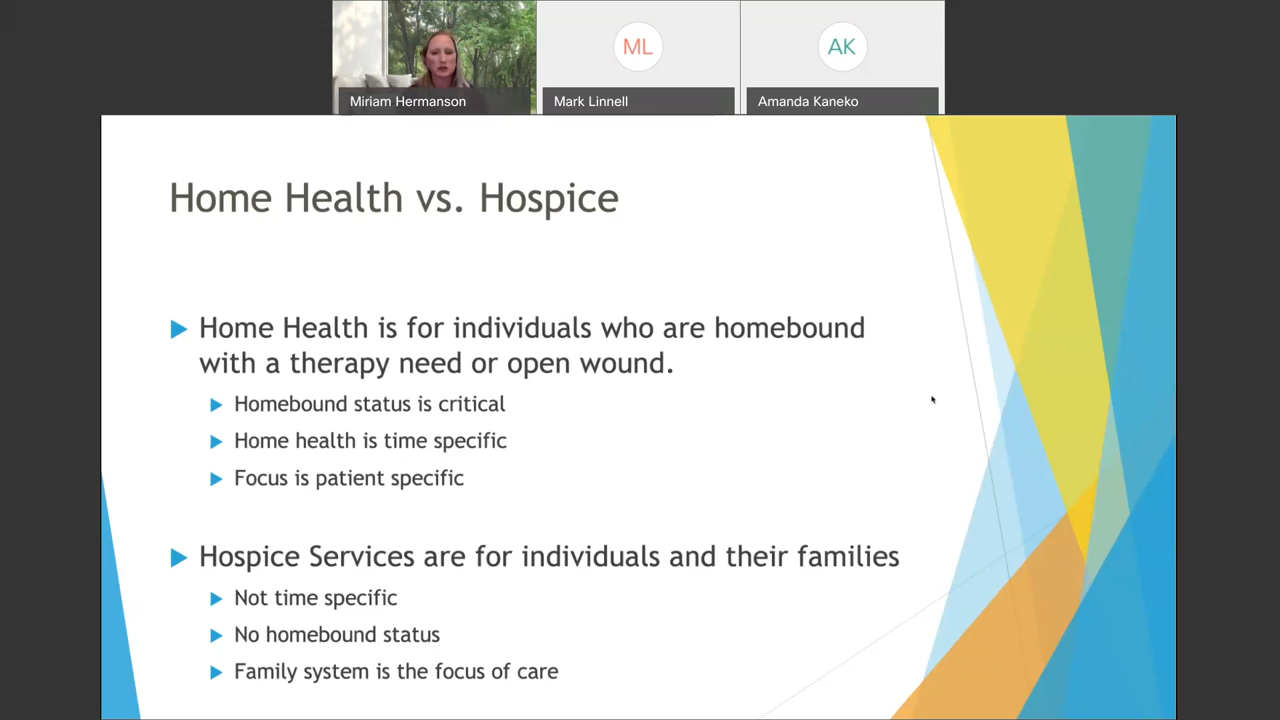 ML
AK
Miriam Hermanson
Mark Linnell
Amanda Kaneko
Home Health vs. Hospice
Home Health is for individuals who are homebound
with a therapy need or open wound.
Homebound status is critical
Home health is time specific
Focus is patient specific
Hospice Services are for individuals and their families
Not time specific
No homebound status
Family system is the focus of care